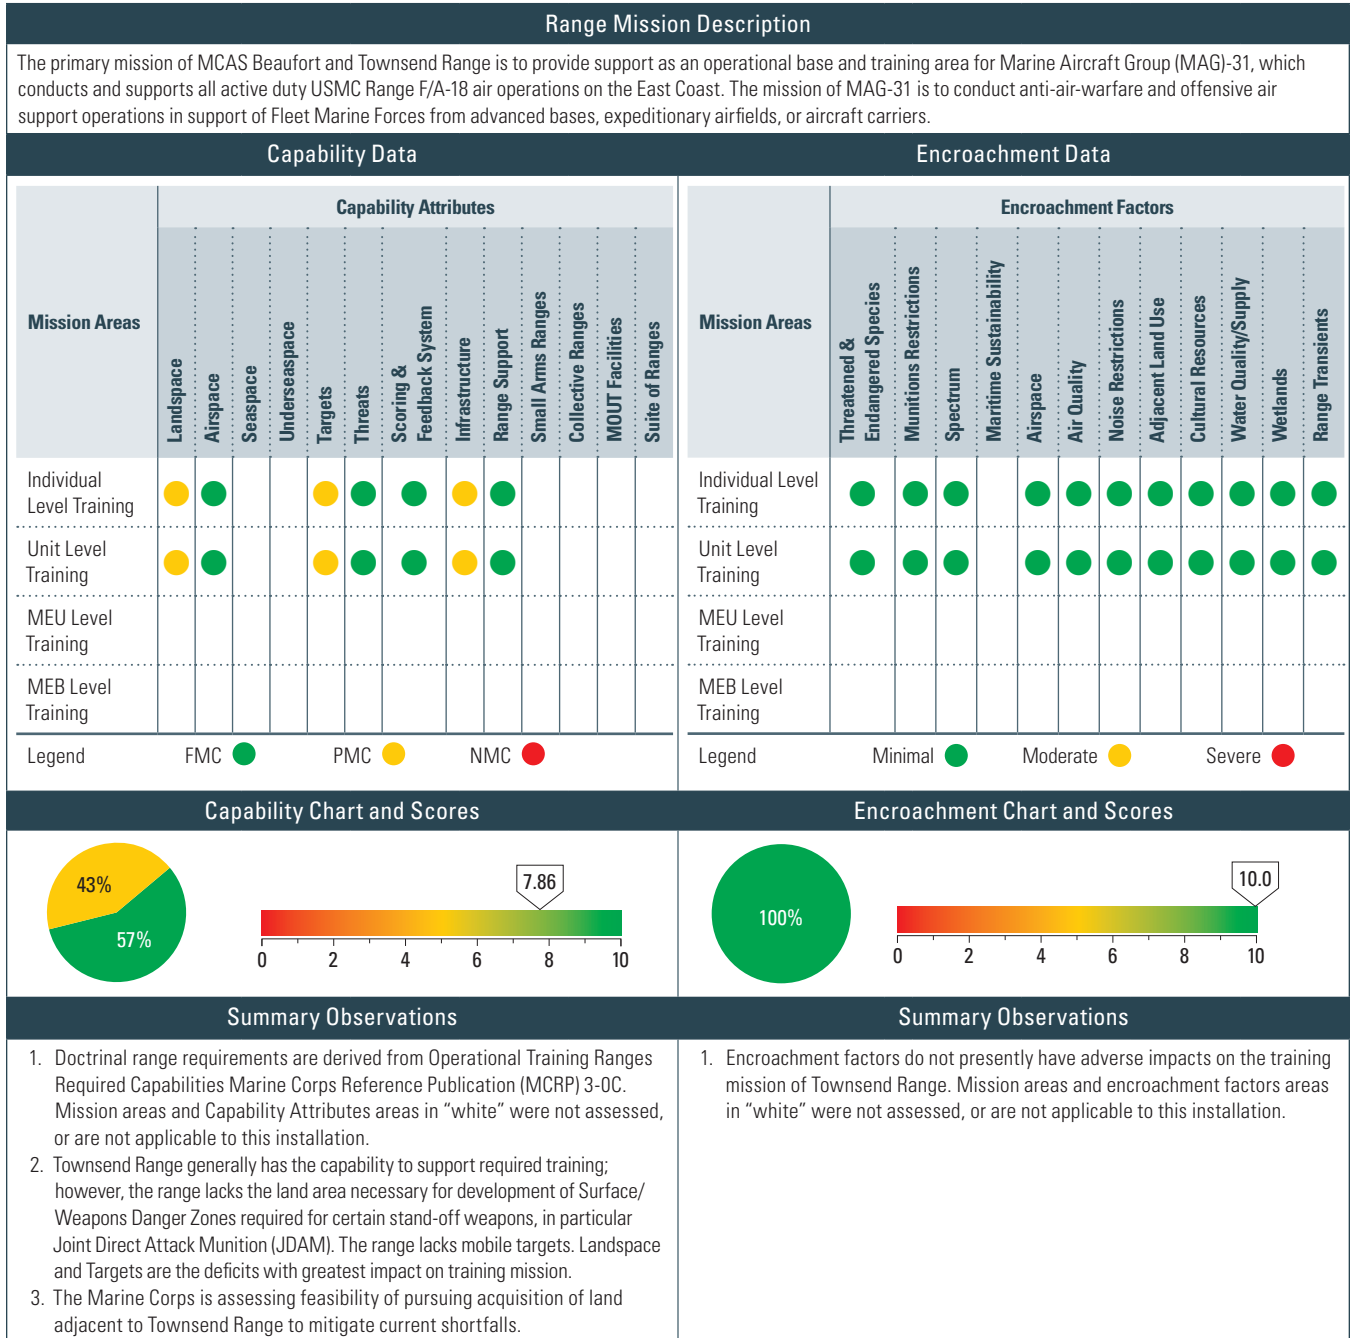 Range Mission Description
The primary mission of MCAS Beaufort and Townsend Range is to provide support as an operational base and training area for Marine Aircraft Group (MAG)-31, which
conducts and supports all active duty USMC Range F/A-18 air operations on the East Coast. The mission of MAG-31 is to conduct anti-air-warfare and offensive air
support operations in support of Fleet Marine Forces from advanced bases, expeditionary airfields, or aircraft carriers.
Capability Data
Mission Areas
Capability Attributes
Landspace
Airspace
Seaspace
Underseaspace
Targets
Threats
Scoring &
Feedback System
Infrastructure
Range Support
Small Arms Ranges
Collective Ranges
MOUT Facilities
Suite of Ranges
Individual
Level Training
Unit Level
Training
MEU Level
Training
MEB Level
Training
Legend FMC PMC NMC
Encroachment Data
Mission Areas
Encroachment Factors
Threatened &
Endangered Species
Munitions Restrictions
Spectrum
Maritime Sustainability
Airspace
Air Quality
Noise Restrictions
Adjacent Land Use
Cultural Resources
Water Quality/Supply
Wetlands
Range Transients
Individual Level
Training
Unit Level
Training
MEU Level
Training
MEB Level
Training
Legend Minimal Moderate Severe
Capability Chart and Scores
43%
57%
7.86
0 2 4 6 8 10
Encroachment Chart and Scores
100%
10.0
0 2 4 6 8 10
Summary Observations
1. Doctrinal range requirements are derived from Operational Training Ranges
Required Capabilities Marine Corps Reference Publication (MCRP) 3-0C.
Mission areas and Capability Attributes areas in “white” were not assessed,
or are not applicable to this installation.
2. Townsend Range generally has the capability to support required training;
however, the range lacks the land area necessary for development of Surface/
Weapons Danger Zones required for certain stand-off weapons, in particular
Joint Direct Attack Munition (JDAM). The range lacks mobile targets. Landspace
and Targets are the deficits with greatest impact on training mission.
3. The Marine Corps is assessing feasibility of pursuing acquisition of land
adjacent to Townsend Range to mitigate current shortfalls.
Summary Observations
1. Encroachment factors do not presently have adverse impacts on the training
mission of Townsend Range. Mission areas and encroachment factors areas
in “white” were not assessed, or are not applicable to this installation.